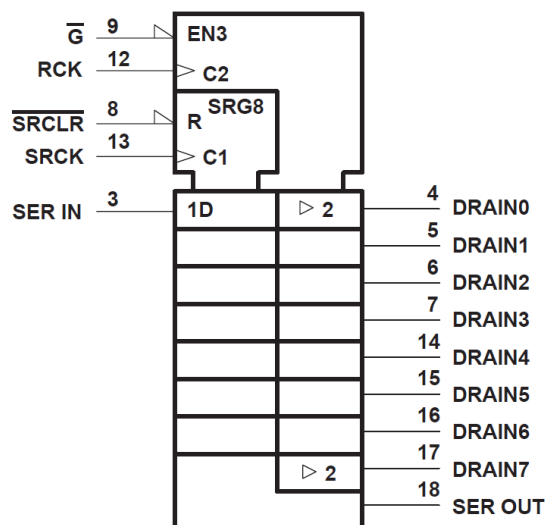 G 9 EN3
RCK 12 C2
SRG8
SRCLR 8 R
SRCK 13 C1
SER IN 3 1D 2 4 DRAIN0
5 DRAIN1
6 DRAIN2
7 DRAIN3
14 DRAIN4
15 DRAIN5
16 DRAIN6
2 17 DRAIN7
18 SER OUT